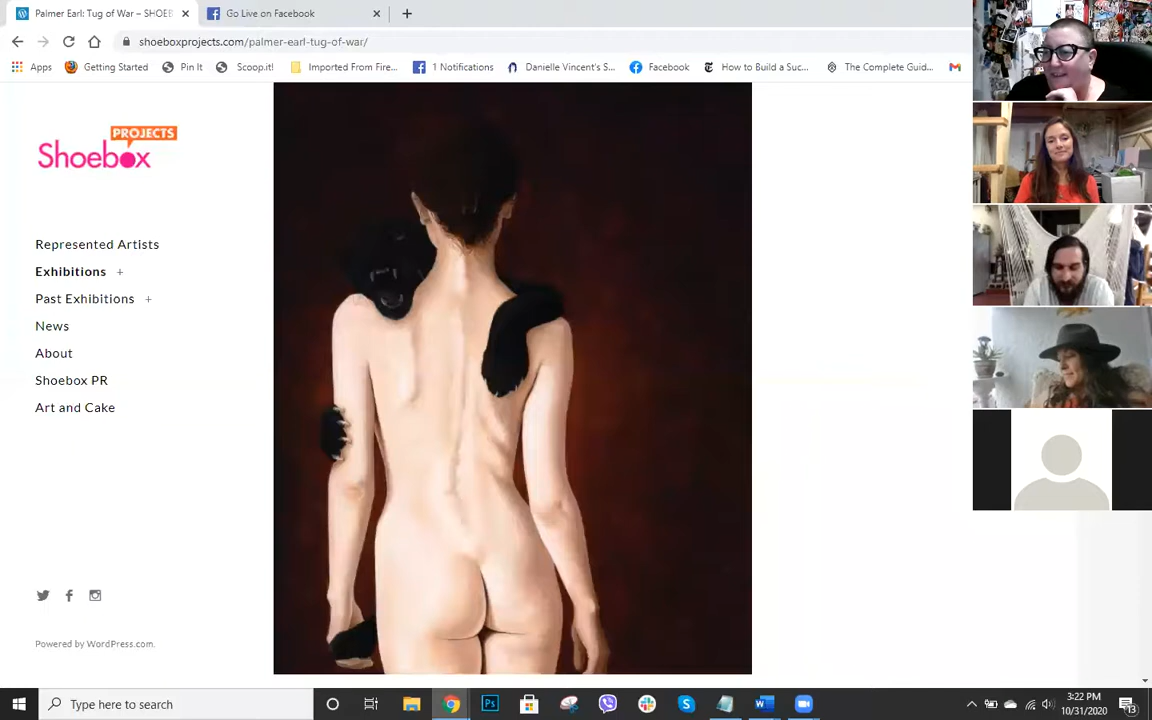 Palmer Earl: Tug of War – SHOEB
Go Live on Facebook
shoeboxprojects.com/palmer-earl-tug-of-war/
Apps Getting Started Pin It Scoop.it! Imported From Fire... 1 Notifications Danielle Vincent's S... Facebook How to Build a Suc... The Complete Guid...
PROJECTS
Shoebox
Represented Artists
Exhibitions +
Past Exhibitions +
News
About
Shoebox PR
Art and Cake
Powered by WordPress.com.
Type here to search
3:22 PM
10/31/2020
13